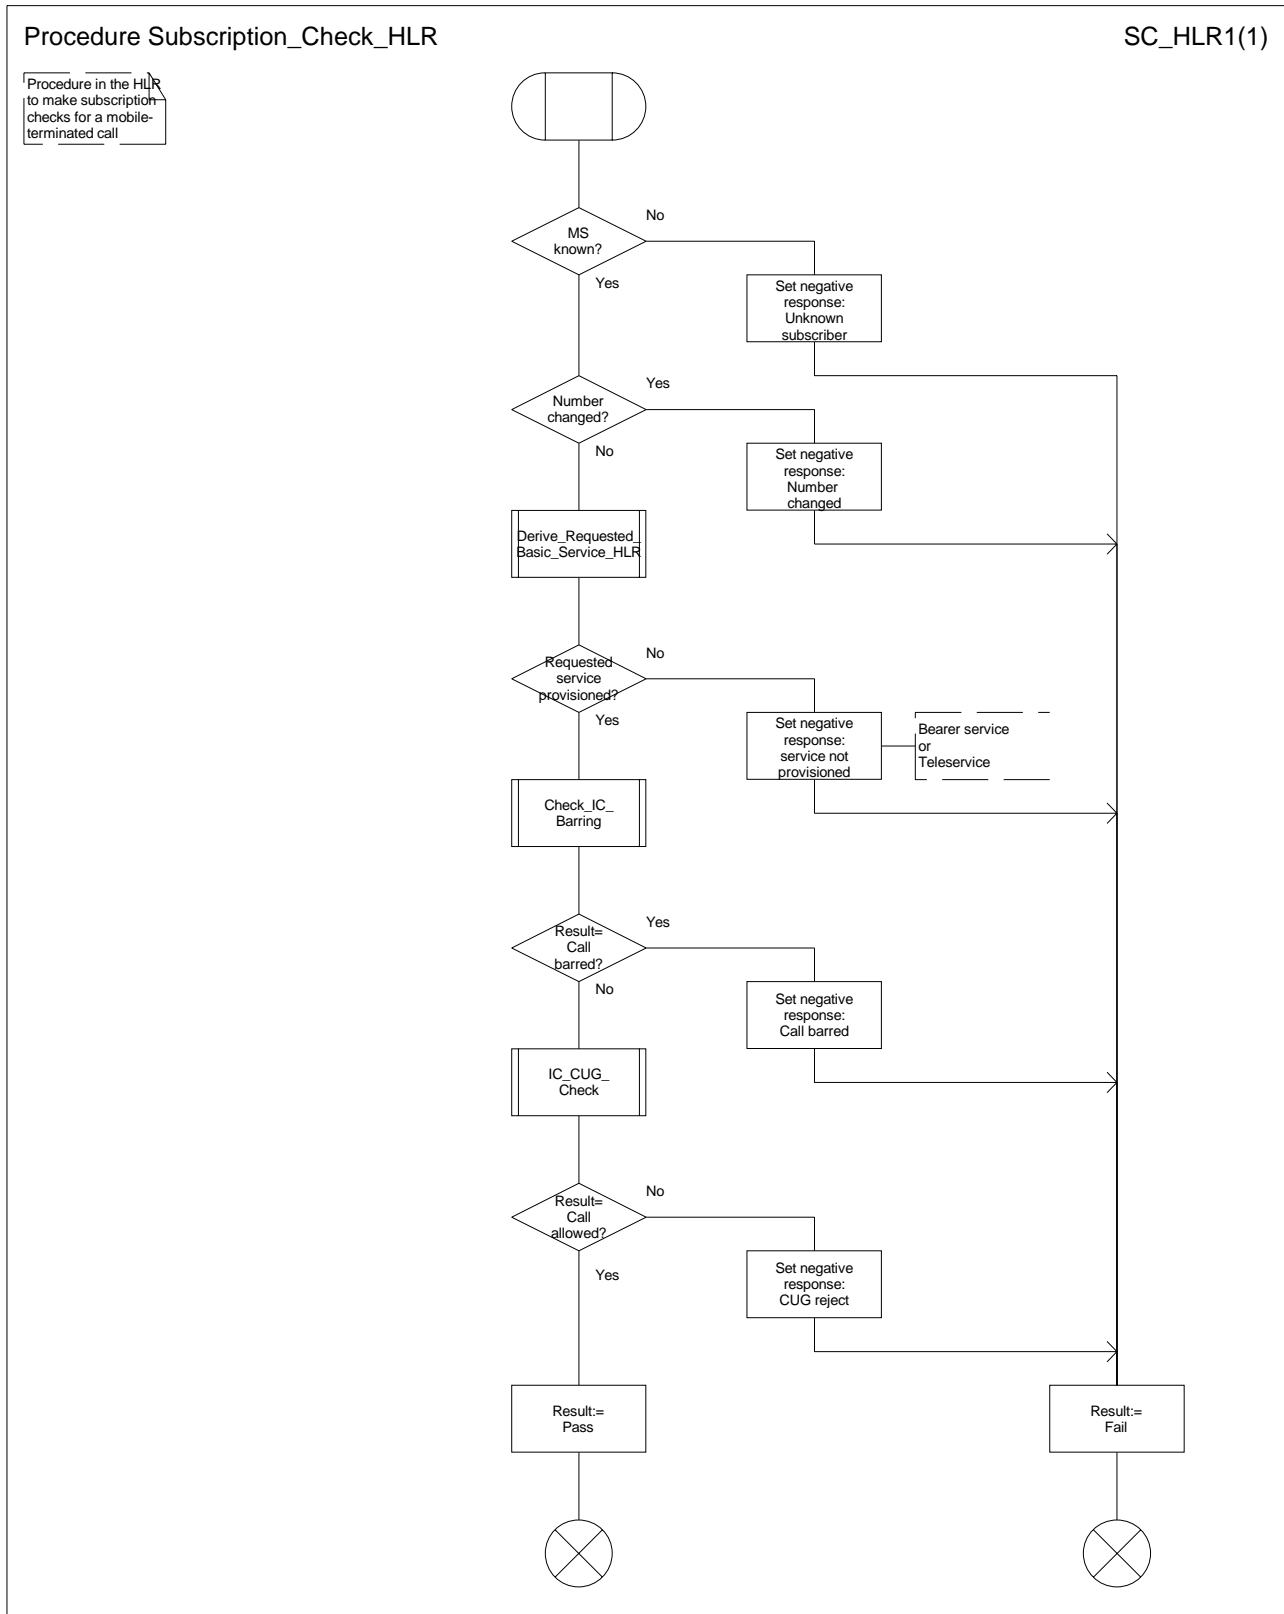 Procedure Subscription_Check_HLR
SC_HLR1(1)
Procedure in the HLR
to make subscription
checks for a mobile-
terminated call
MS
known?
No
Yes
Set negative
response:
Unknown
subscriber
Number
changed?
Yes
No
Set negative
response:
Number
changed
Derive_Requested_
Basic_Service_HLR
Requested
service
provisioned?
No
Yes
Set negative
response:
service not
provisioned
Bearer service
or
Teleservice
Check_IC_
Barring
Result=
Call
barred?
Yes
No
Set negative
response:
Call barred
IC_CUG_
Check
Result=
Call
allowed?
No
Yes
Set negative
response:
CUG reject
Result:=
Pass
Result:=
Fail